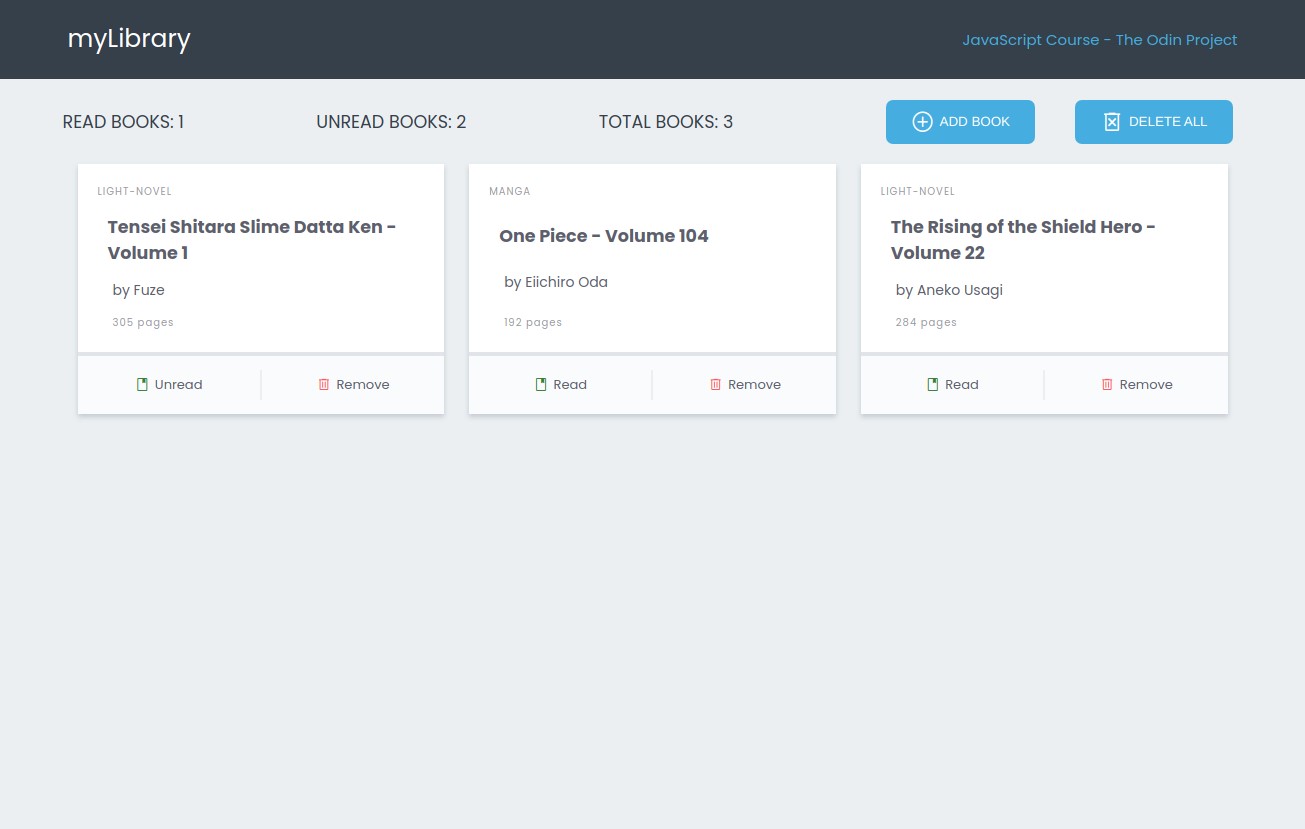 myLibrary
JavaScript Course - The Odin Project
READ BOOKS: 1
UNREAD BOOKS: 2
TOTAL BOOKS: 3
ADD BOOK
DELETE ALL
LIGHT-NOVEL
Tensei Shitara Slime Datta Ken -
Volume 1
by Fuze
305 pages
Unread
Remove
MANGA
One Piece - Volume 104
by Eiichiro Oda
192 pages
Read
Remove
LIGHT-NOVEL
The Rising of the Shield Hero -
Volume 22
by Aneko Usagi
284 pages
Read
Remove